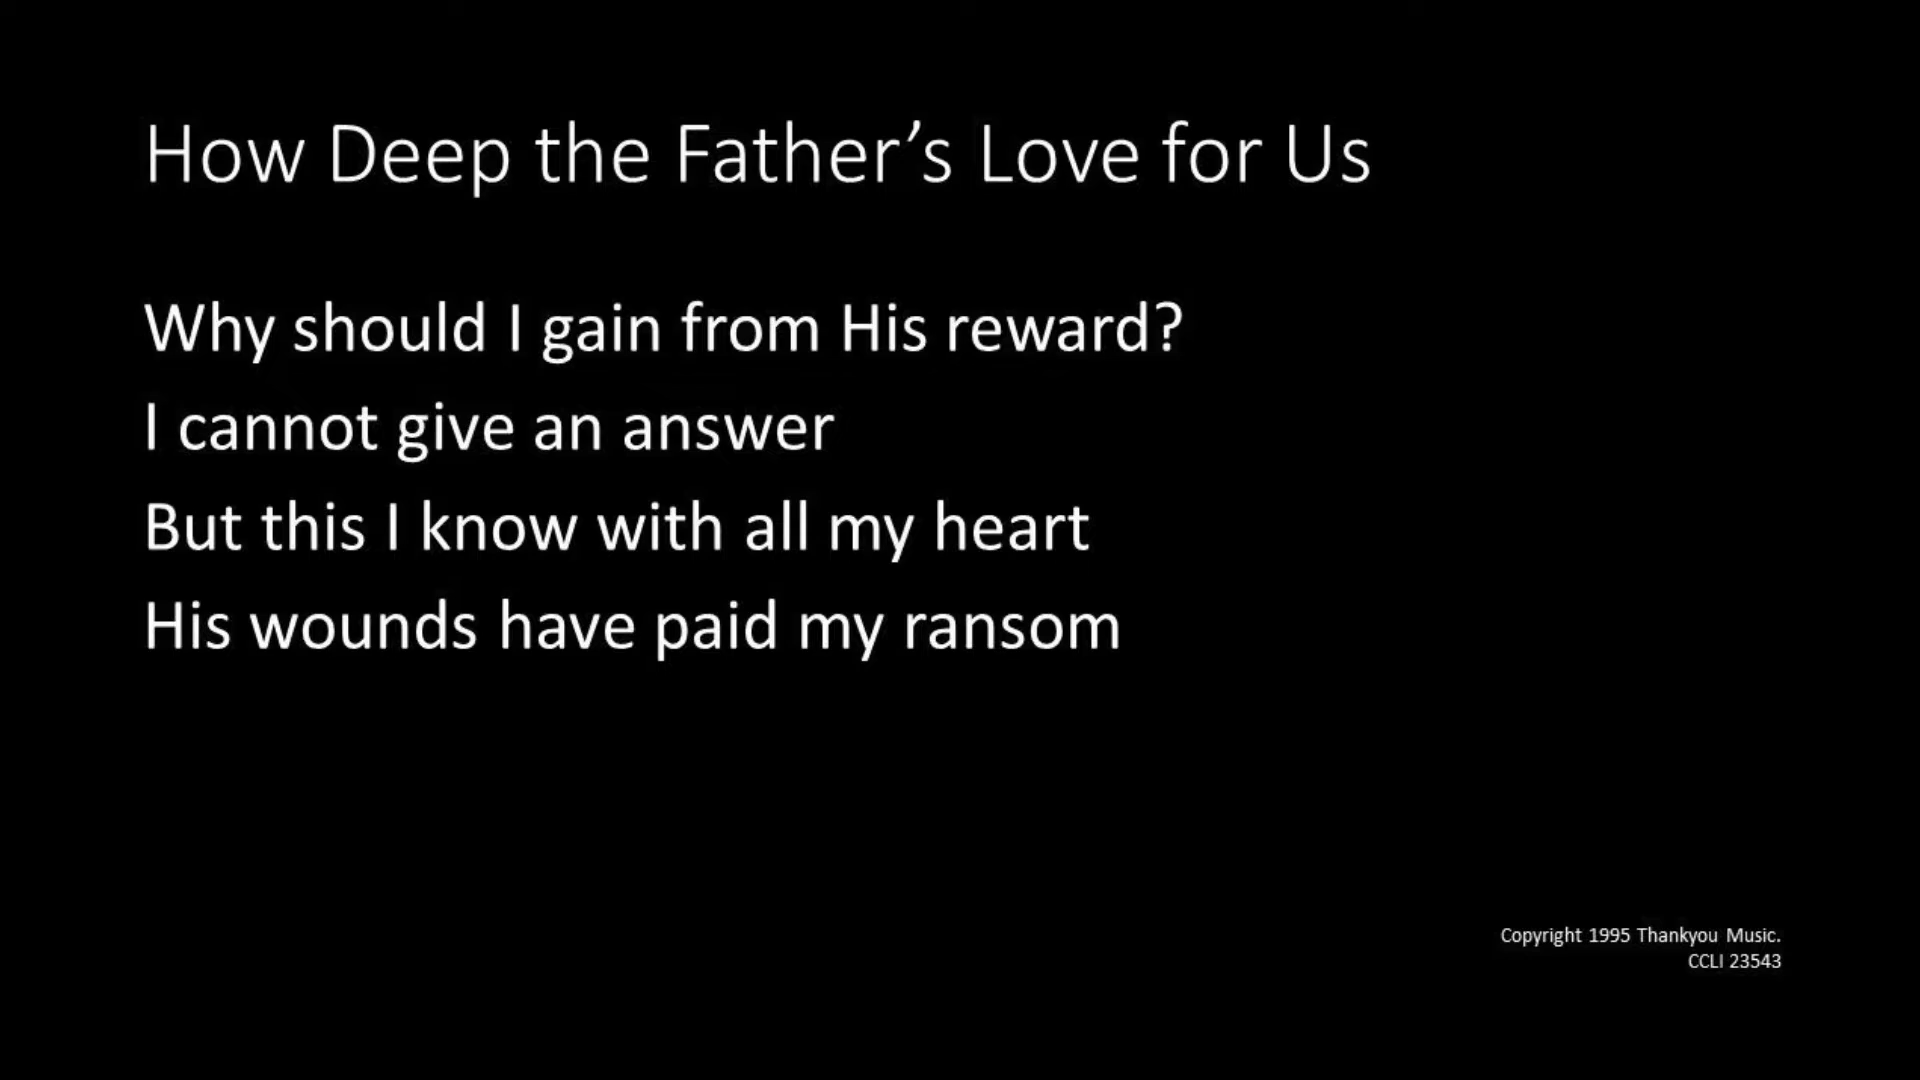 How Deep the Father’s Love for Us
Why should I gain from His reward?
I cannot give an answer
But this I know with all my heart
His wounds have paid my ransom
Copyright 1995 Thankyou Music.
CCLI 23543